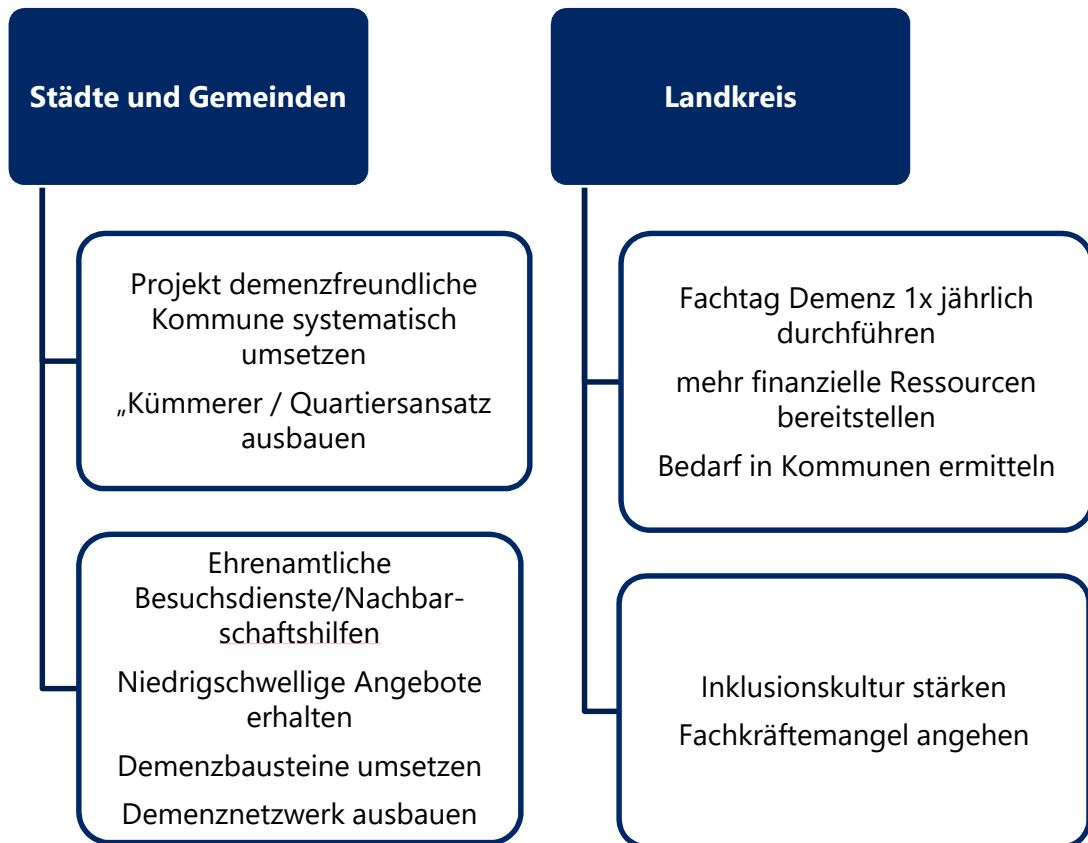 Städte und Gemeinden
Projekt demenzfreundliche
Kommune systematisch
umsetzen
„Kümmerer / Quartiersansatz
ausbauen
Ehrenamtliche
Besuchsdienste/Nachbar-
schaftshilfen
Niedrigschwellige Angebote
erhalten
Demenzbausteine umsetzen
Demenznetzwerk ausbauen
Landkreis
Fachtag Demenz 1x jährlich
durchführen
mehr finanzielle Ressourcen
bereitstellen
Bedarf in Kommunen ermitteln
Inklusionskultur stärken
Fachkräftemangel angehen